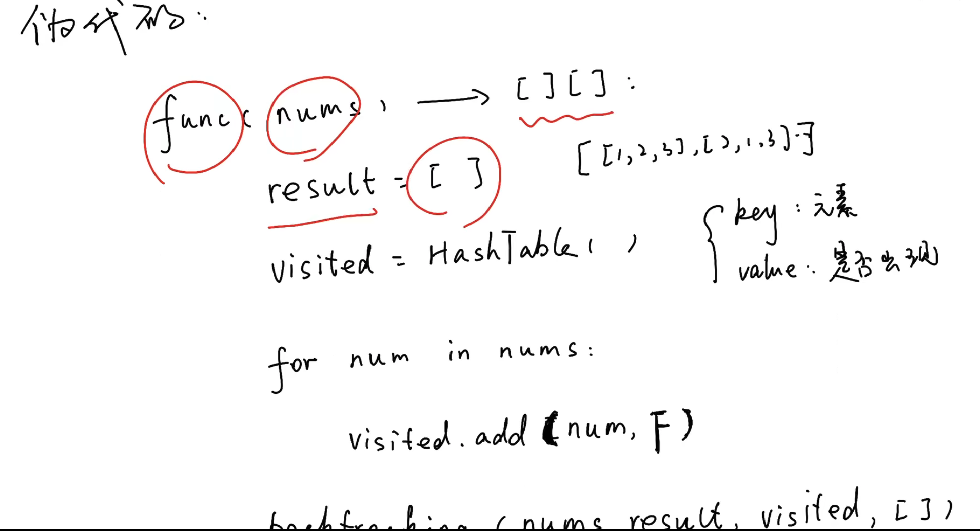 伪代码:
func( nums ) → [ ] [ ] :
[ [1,2,3], [2,1,3] ··]
result = [ ]
visited = HashTable( )
key : 元素
value : 是否出现
for num in nums:
visited.add (num, F)
backtracking ( nums, result, visited, [ ] )